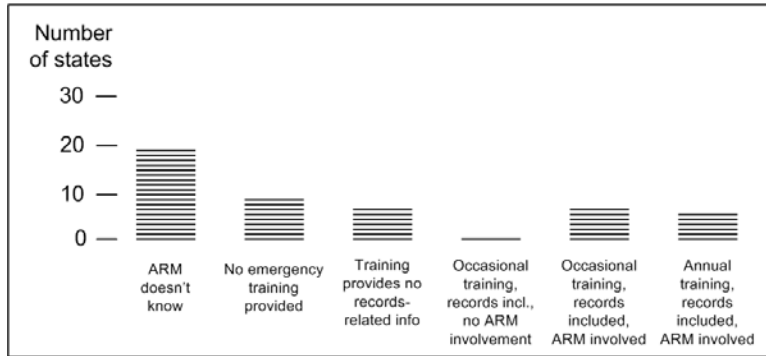 Number
of states
30
20
10
0
ARM
doesn't
know
No emergency
training
provided
Training
provides no
records-
related info
Occasional
training,
records incl.,
no ARM
involvement
Occasional
training,
records
included,
ARM involved
Annual
training,
records
included,
ARM involved